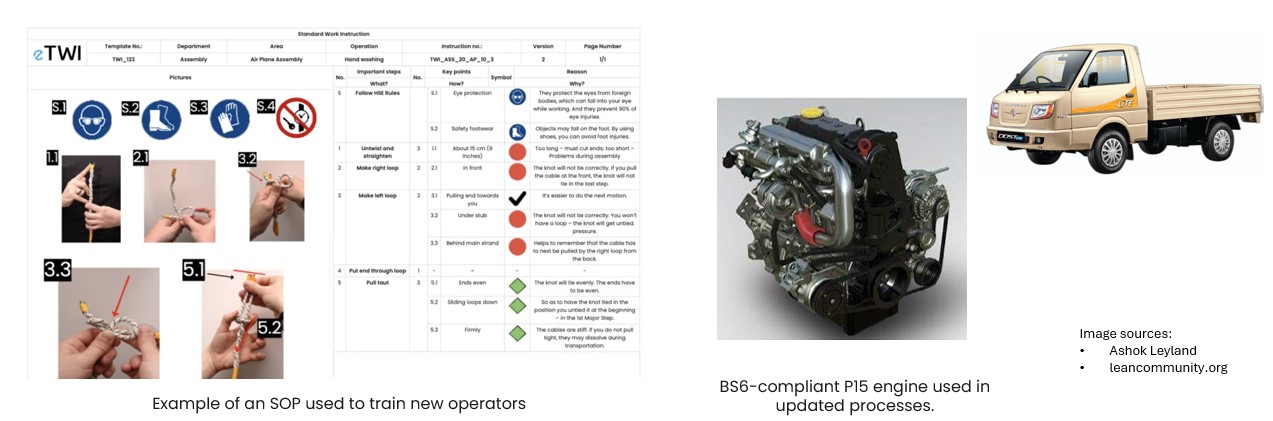 Standard Work Instruction
eTWI
Template No.: Department Area Operation Instruction no.: Version Page Number
TWI_123 Assembly Air Plane Assembly Hand washing TWI_ASS_20_AP_10_3 2 1/1
Pictures
No. Important steps No. Key points Symbol Reason
What? How? Why?
S.1 S.2 S.3 S.4
1.1 2.1 3.2
3.3 5.1
5.2
S Follow HSE Rules S.1 Eye protection They protect the eyes from foreign
bodies, which can fall into your eye
while working. And they prevent 90% of
eye injuries.
S.2 Safety footwear Objects may fall on the foot. By using
shoes, you can avoid foot injuries.
1 Untwist and 3 1.1 About 15 cm (6 Too long – must cut ends; too short –
straighten inches) Problems during assembly
2 Make right loop 2 2.1 In front The knot will not tie correctly. If you put
the cable at the front, the knot will not
tie in the last step.
3 Make left loop 2 3.1 Pulling end towards It's easier to do the next motion.
you
3.2 Under stub The knot will not tie correctly. You won't
have a loop – the knot will get untied.
pressure.
3.3 Behind main strand Helps to remember that the cable has
to next be pulled by the right loop from
the back.
4 Put end through loop 1 - - - -
5 Pull taut 3 5.1 Ends even The knot will tie evenly. The ends have
to be even.
5.2 Sliding loops down So as to have the knot tied in the
position you untied it at the beginning
– in the 1st Major Step.
5.3 Firmly The cables are stiff. If you do not pull
tight, they may dissolve during
transportation.
Example of an SOP used to train new operators
LiTE
DOST
BS6-compliant P15 engine used in
updated processes.
Image sources:
• Ashok Leyland
• leancommunity.org